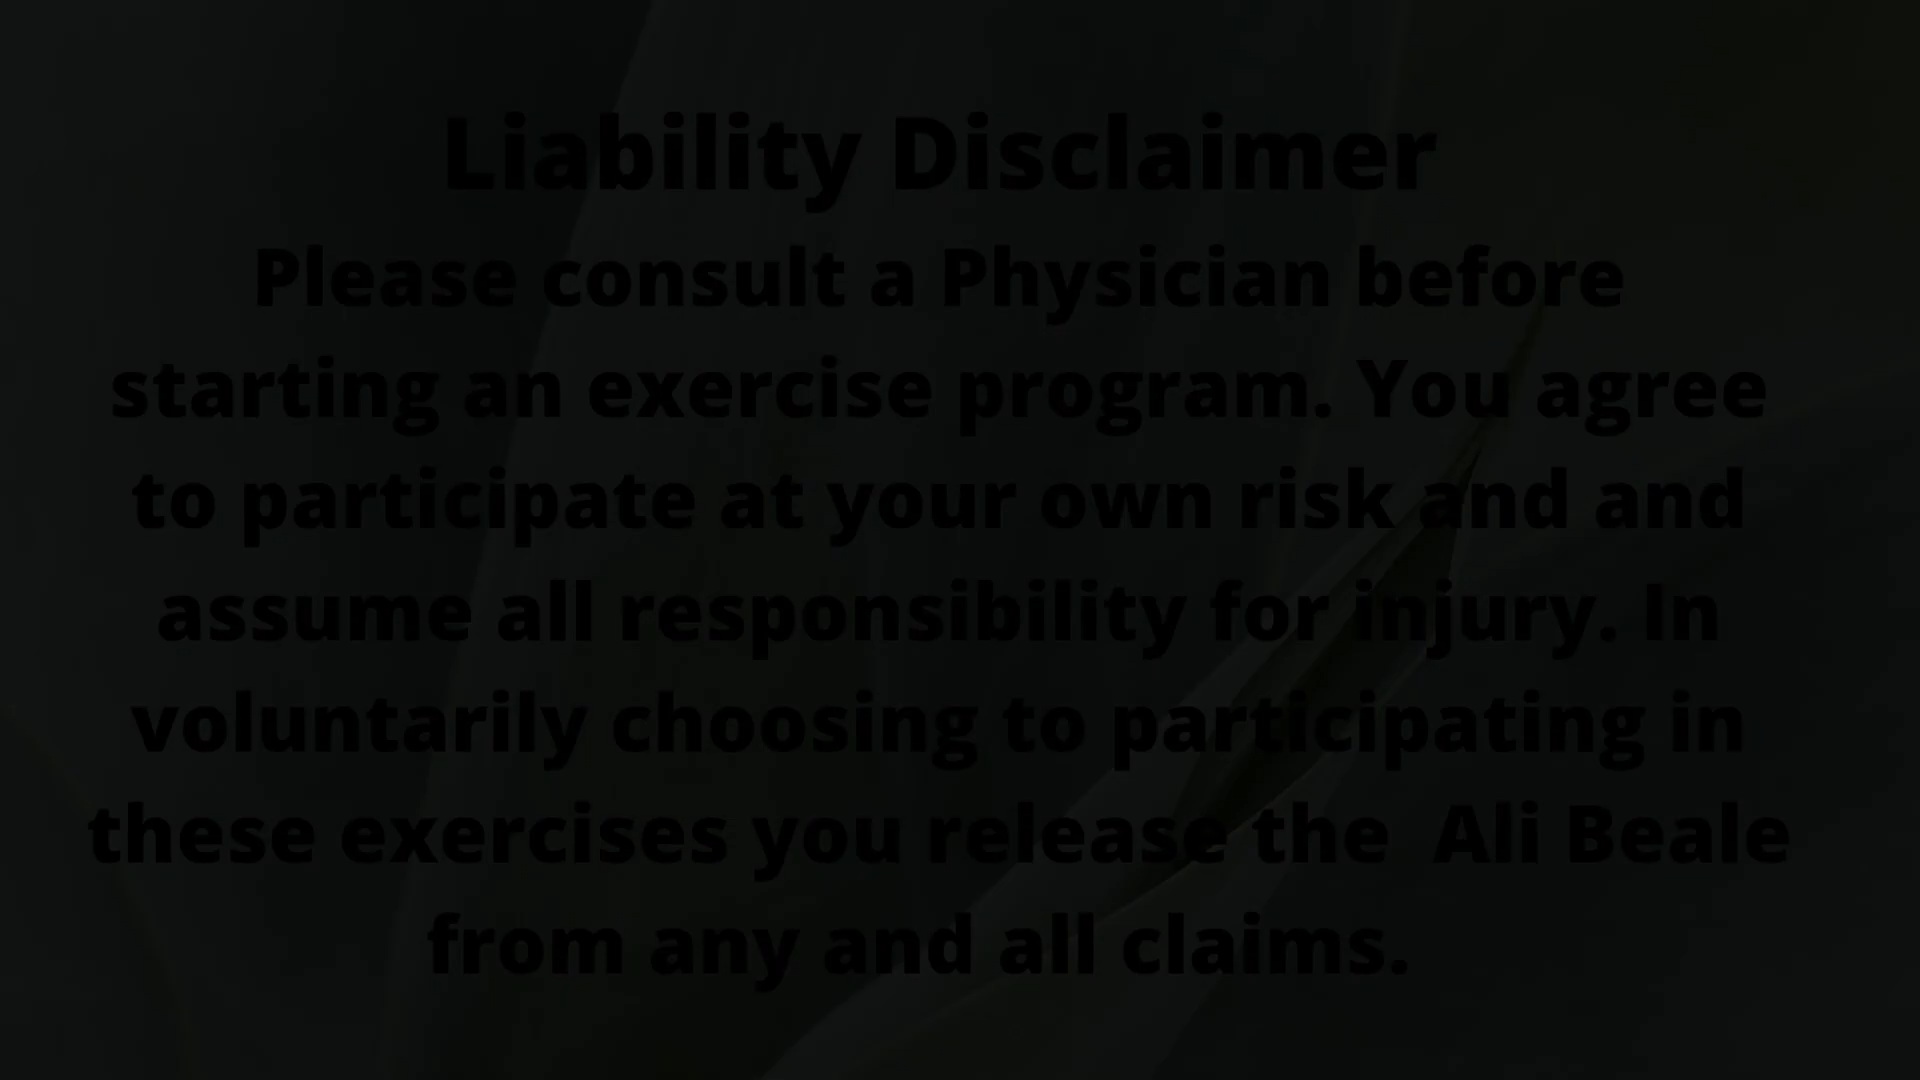 Liability Disclaimer
Please consult a Physician before
starting an exercise program. You agree
to participate at your own risk and and
assume all responsibility for injury. In
voluntarily choosing to participating in
these exercises you release the  Ali Beale
from any and all claims.